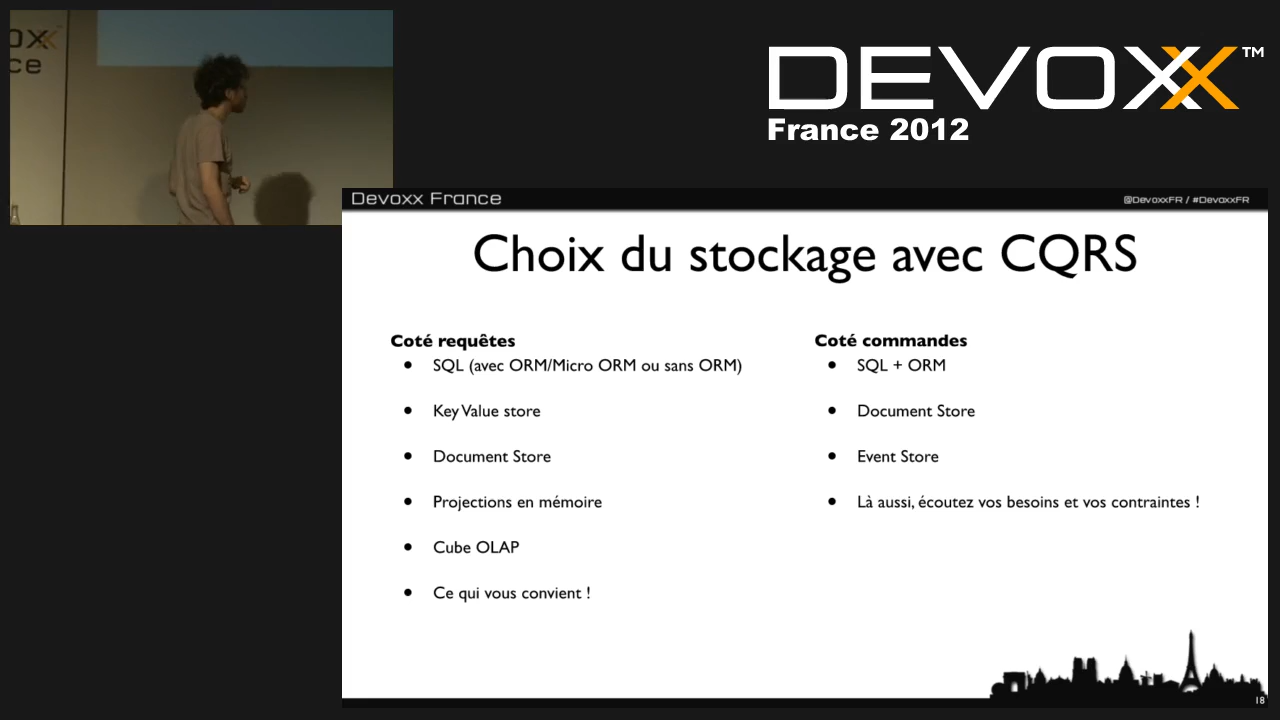 DEVOXX™
France 2012
Devoxx France
@DevoxxFR / #DevoxxFR
Choix du stockage avec CQRS
Coté requêtes
• SQL (avec ORM/Micro ORM ou sans ORM)
• Key Value store
• Document Store
• Projections en mémoire
• Cube OLAP
• Ce qui vous convient !
Coté commandes
• SQL + ORM
• Document Store
• Event Store
• Là aussi, écoutez vos besoins et vos contraintes !
18